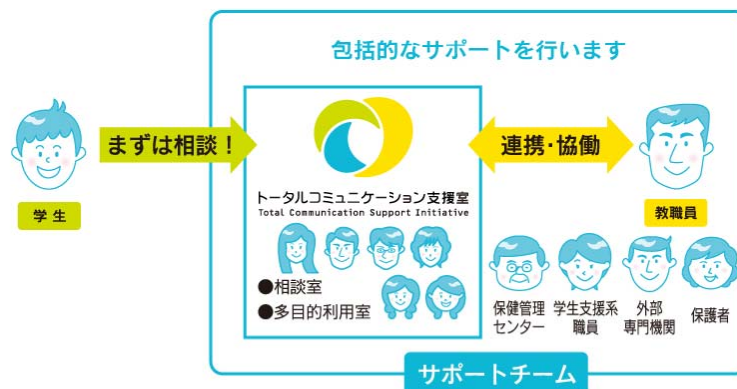 包括的なサポートを行います
まずは相談！
連携・協働
トータルコミュニケーション支援室
Total Communication Support Initiative
学生
教職員
●相談室
●多目的利用室
保健管理
センター
学生支援系
職員
外部
専門機関
保護者
サポートチーム